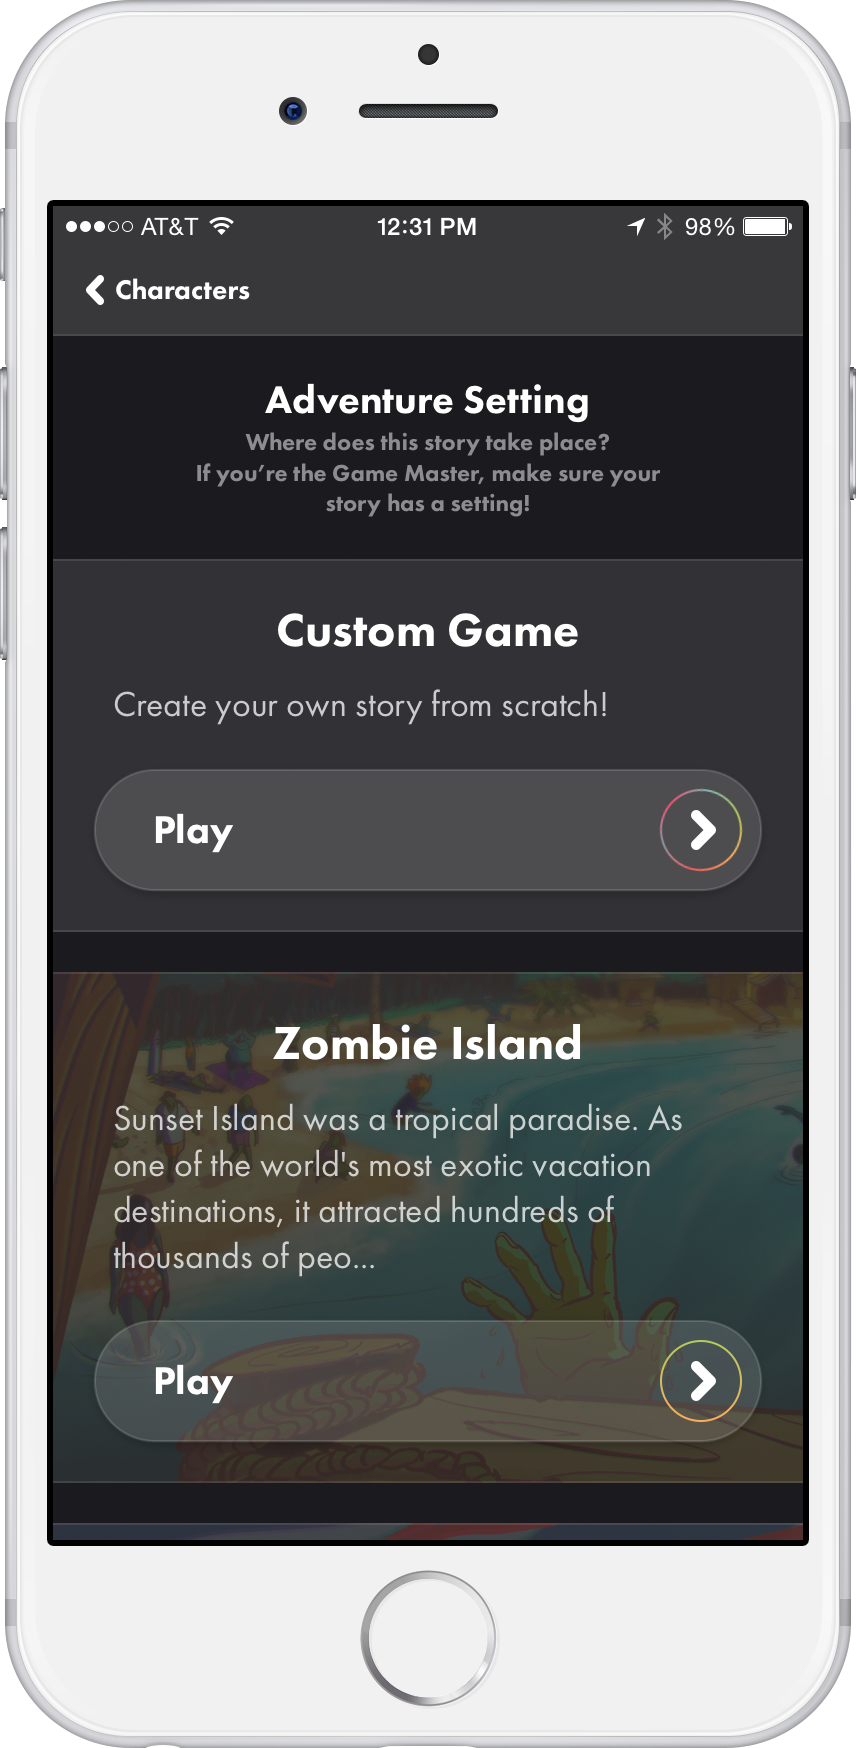 AT&T 12:31 PM 98%
Characters
Adventure Setting
Where does this story take place?
If you’re the Game Master, make sure your
story has a setting!
Custom Game
Create your own story from scratch!
Play
Zombie Island
Sunset Island was a tropical paradise. As
one of the world's most exotic vacation
destinations, it attracted hundreds of
thousands of peo...
Play